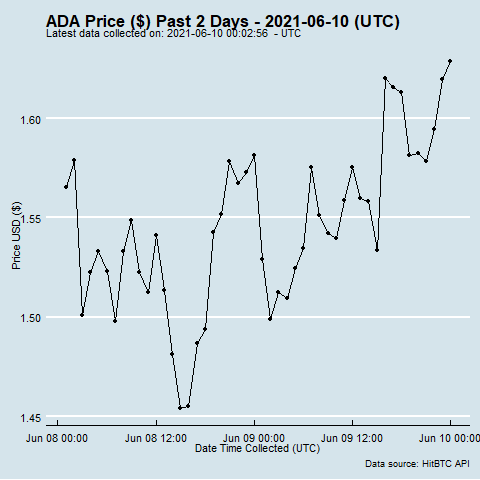 ADA Price ($) Past 2 Days - 2021-06-10 (UTC)
Latest data collected on: 2021-06-10 00:02:56 - UTC
1.60
1.55
1.50
1.45
Price USD ($)
Jun 08 00:00
Jun 08 12:00
Jun 09 00:00
Jun 09 12:00
Jun 10 00:00
Date Time Collected (UTC)
Data source: HitBTC API